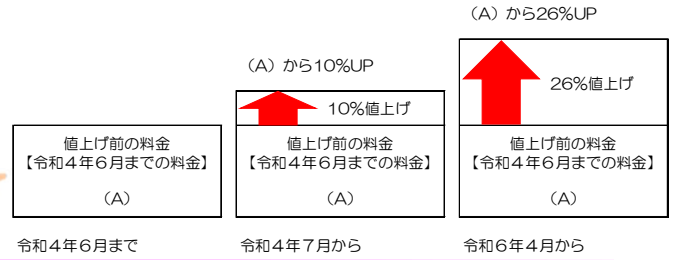 （A）から26%UP
（A）から10%UP
26%値上げ
10%値上げ
値上げ前の料金
【令和４年６月までの料金】
（A）
値上げ前の料金
【令和４年６月までの料金】
（A）
値上げ前の料金
【令和４年６月までの料金】
（A）
令和４年６月まで
令和４年７月から
令和６年４月から